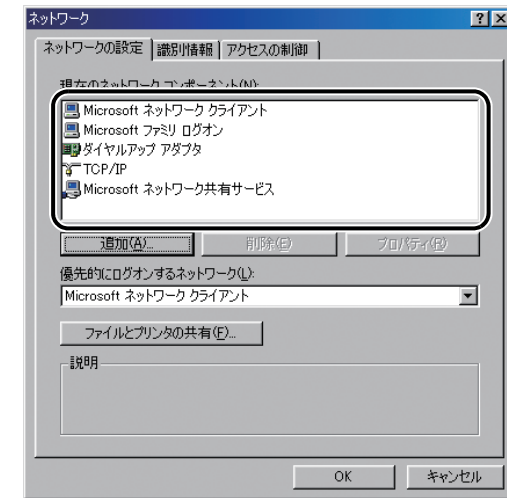 ネットワーク
ネットワークの設定 識別情報 アクセスの制御
現在のネットワーク コンポーネント(N):
Microsoft ネットワーク クライアント
Microsoft ファミリ ログオン
ダイヤルアップ アダプタ
TCP/IP
Microsoft ネットワーク共有サービス
追加(A)... 削除(E) プロパティ(R)
優先的にログオンするネットワーク(L):
Microsoft ネットワーク クライアント
ファイルとプリンタの共有(F)...
説明
OK キャンセル